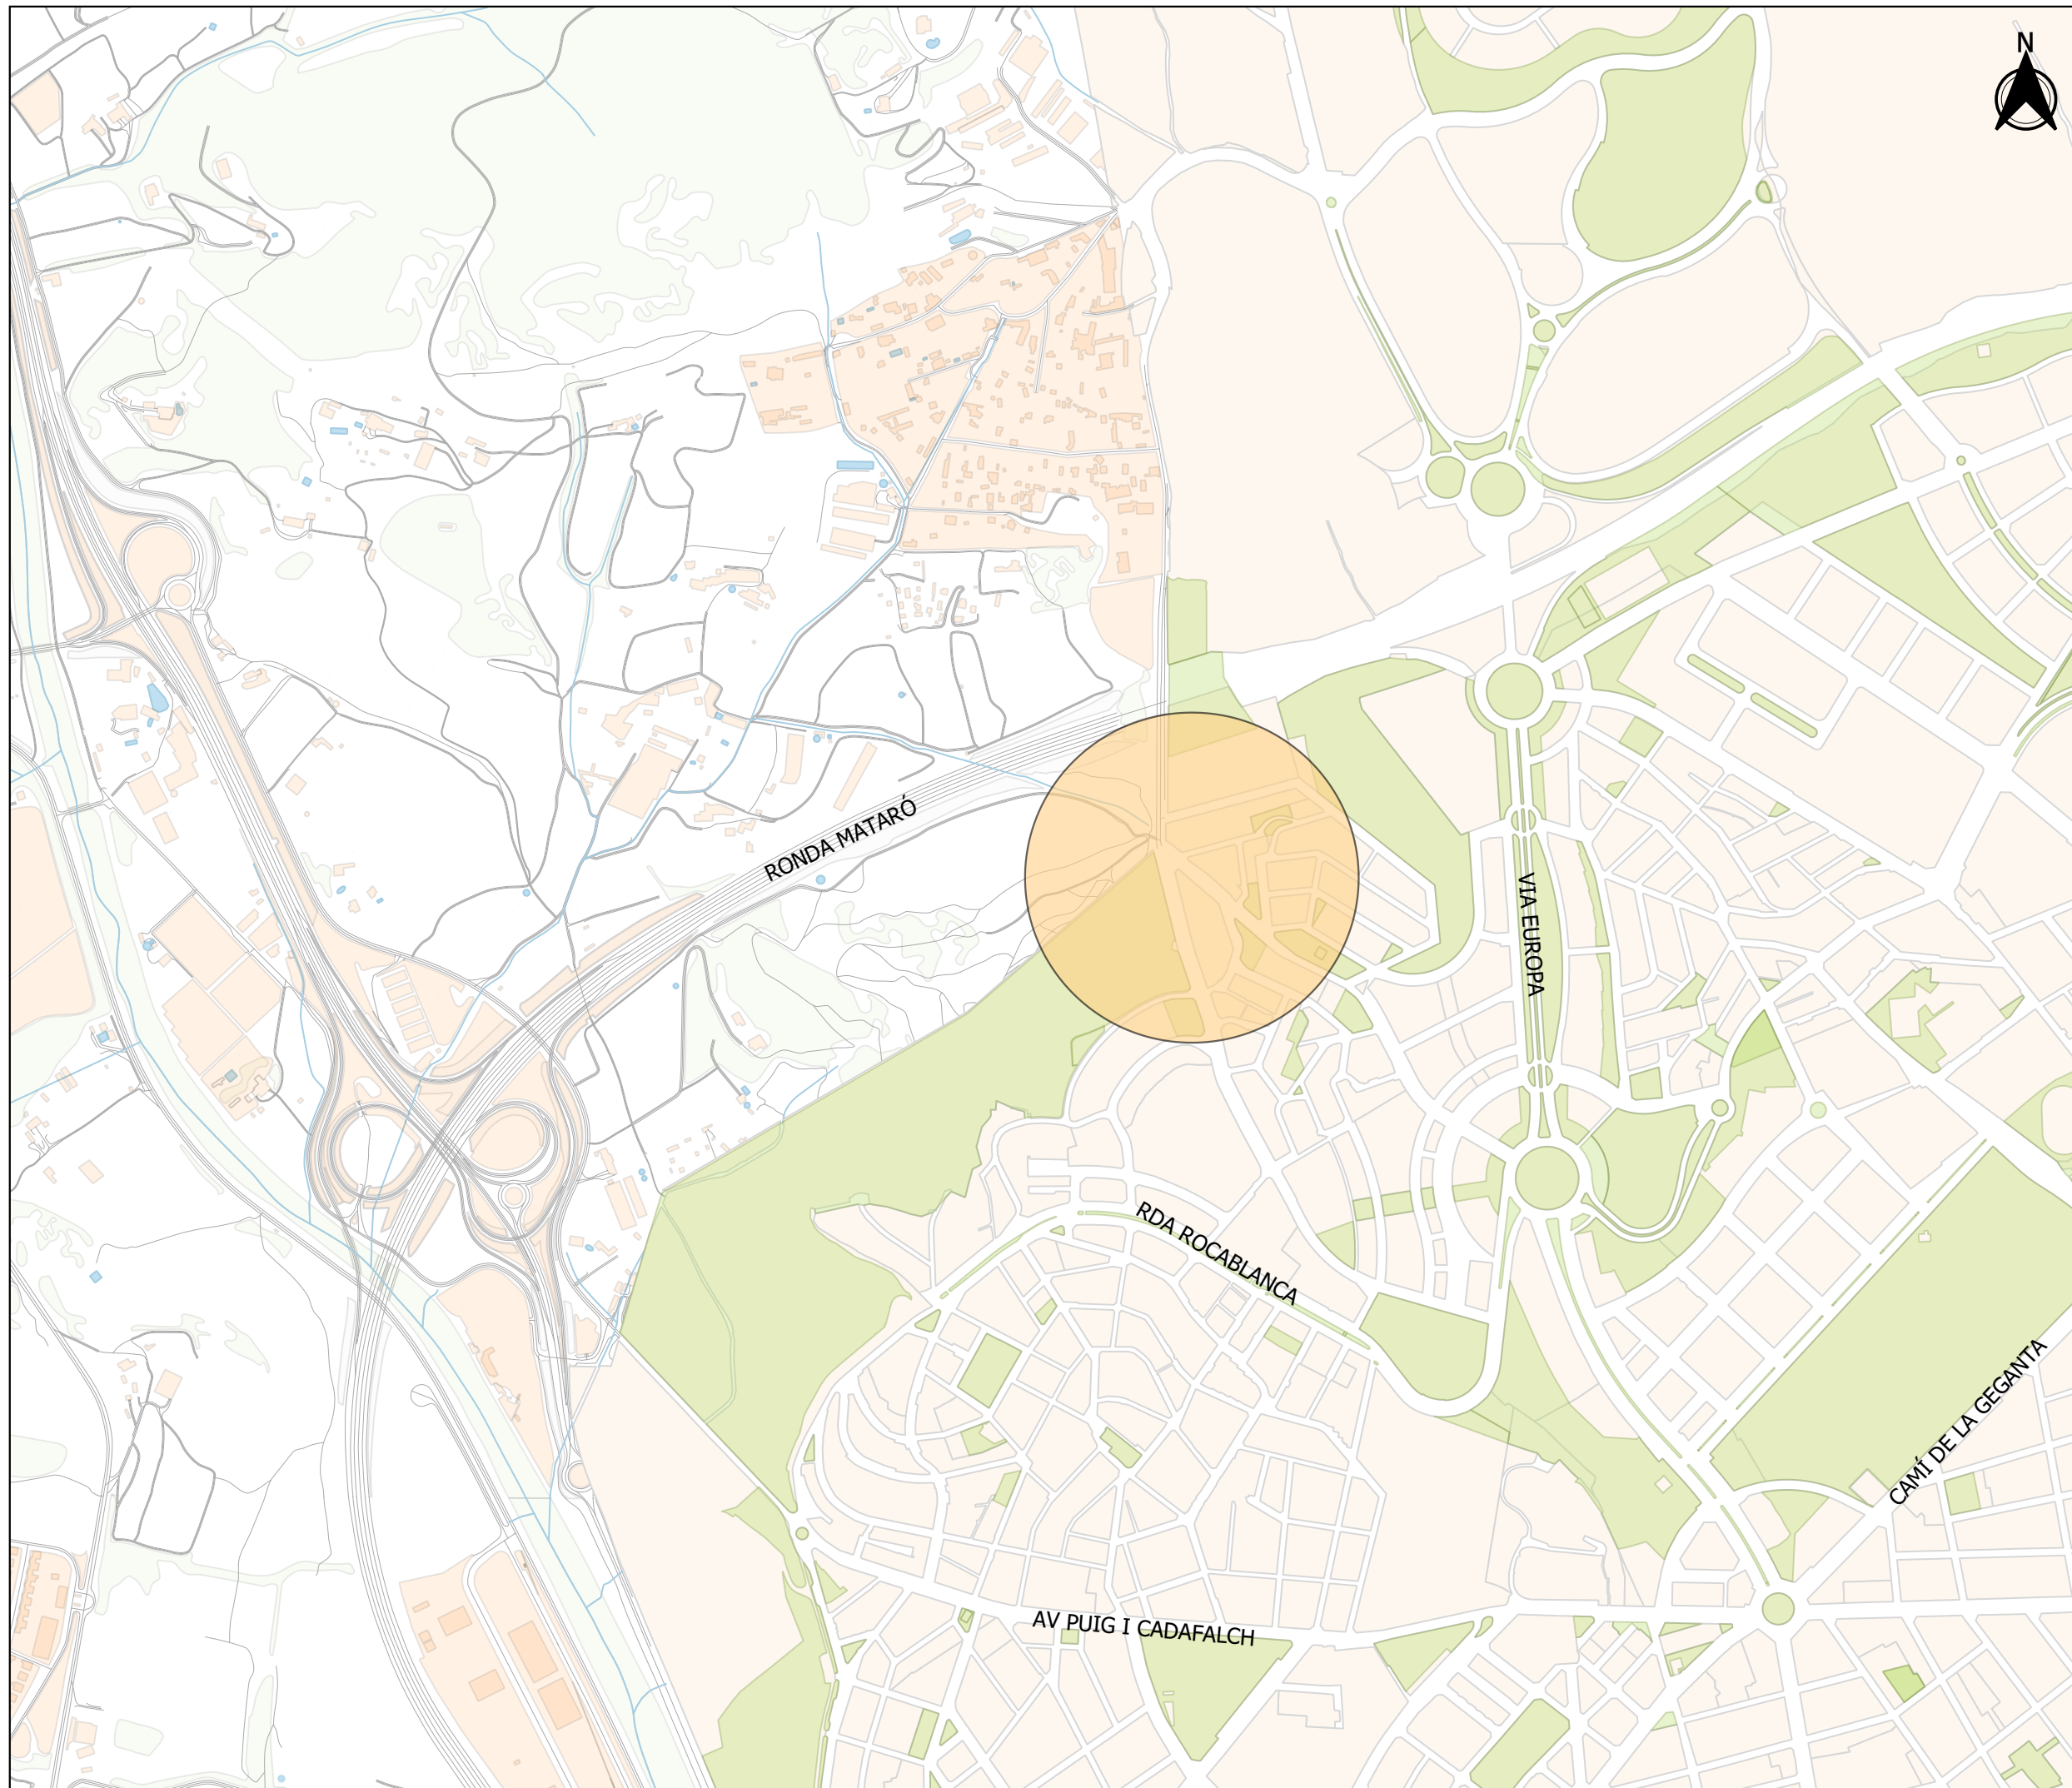 N
RONDA MATARÓ
VIA EUROPA
RDA ROCABLANCA
CAMÍ DE LA GEGANTA
AV PUIG I CADAFALCH